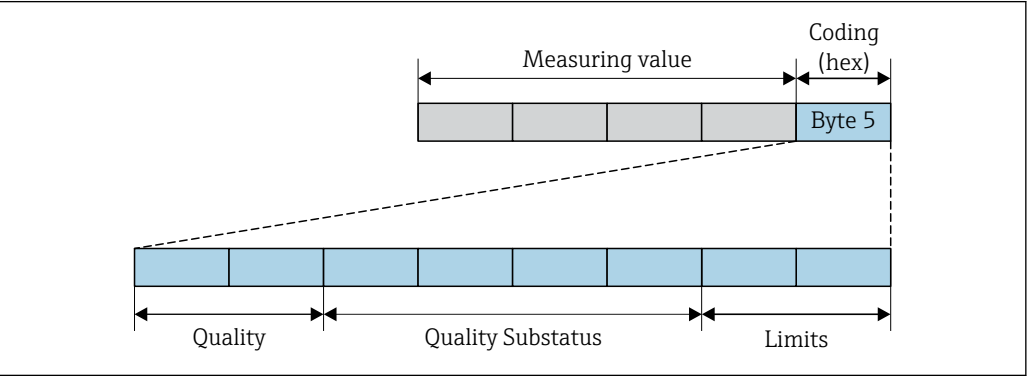 Coding
Measuring value
(hex)
Byte 5
Quality
Quality Substatus
Limits